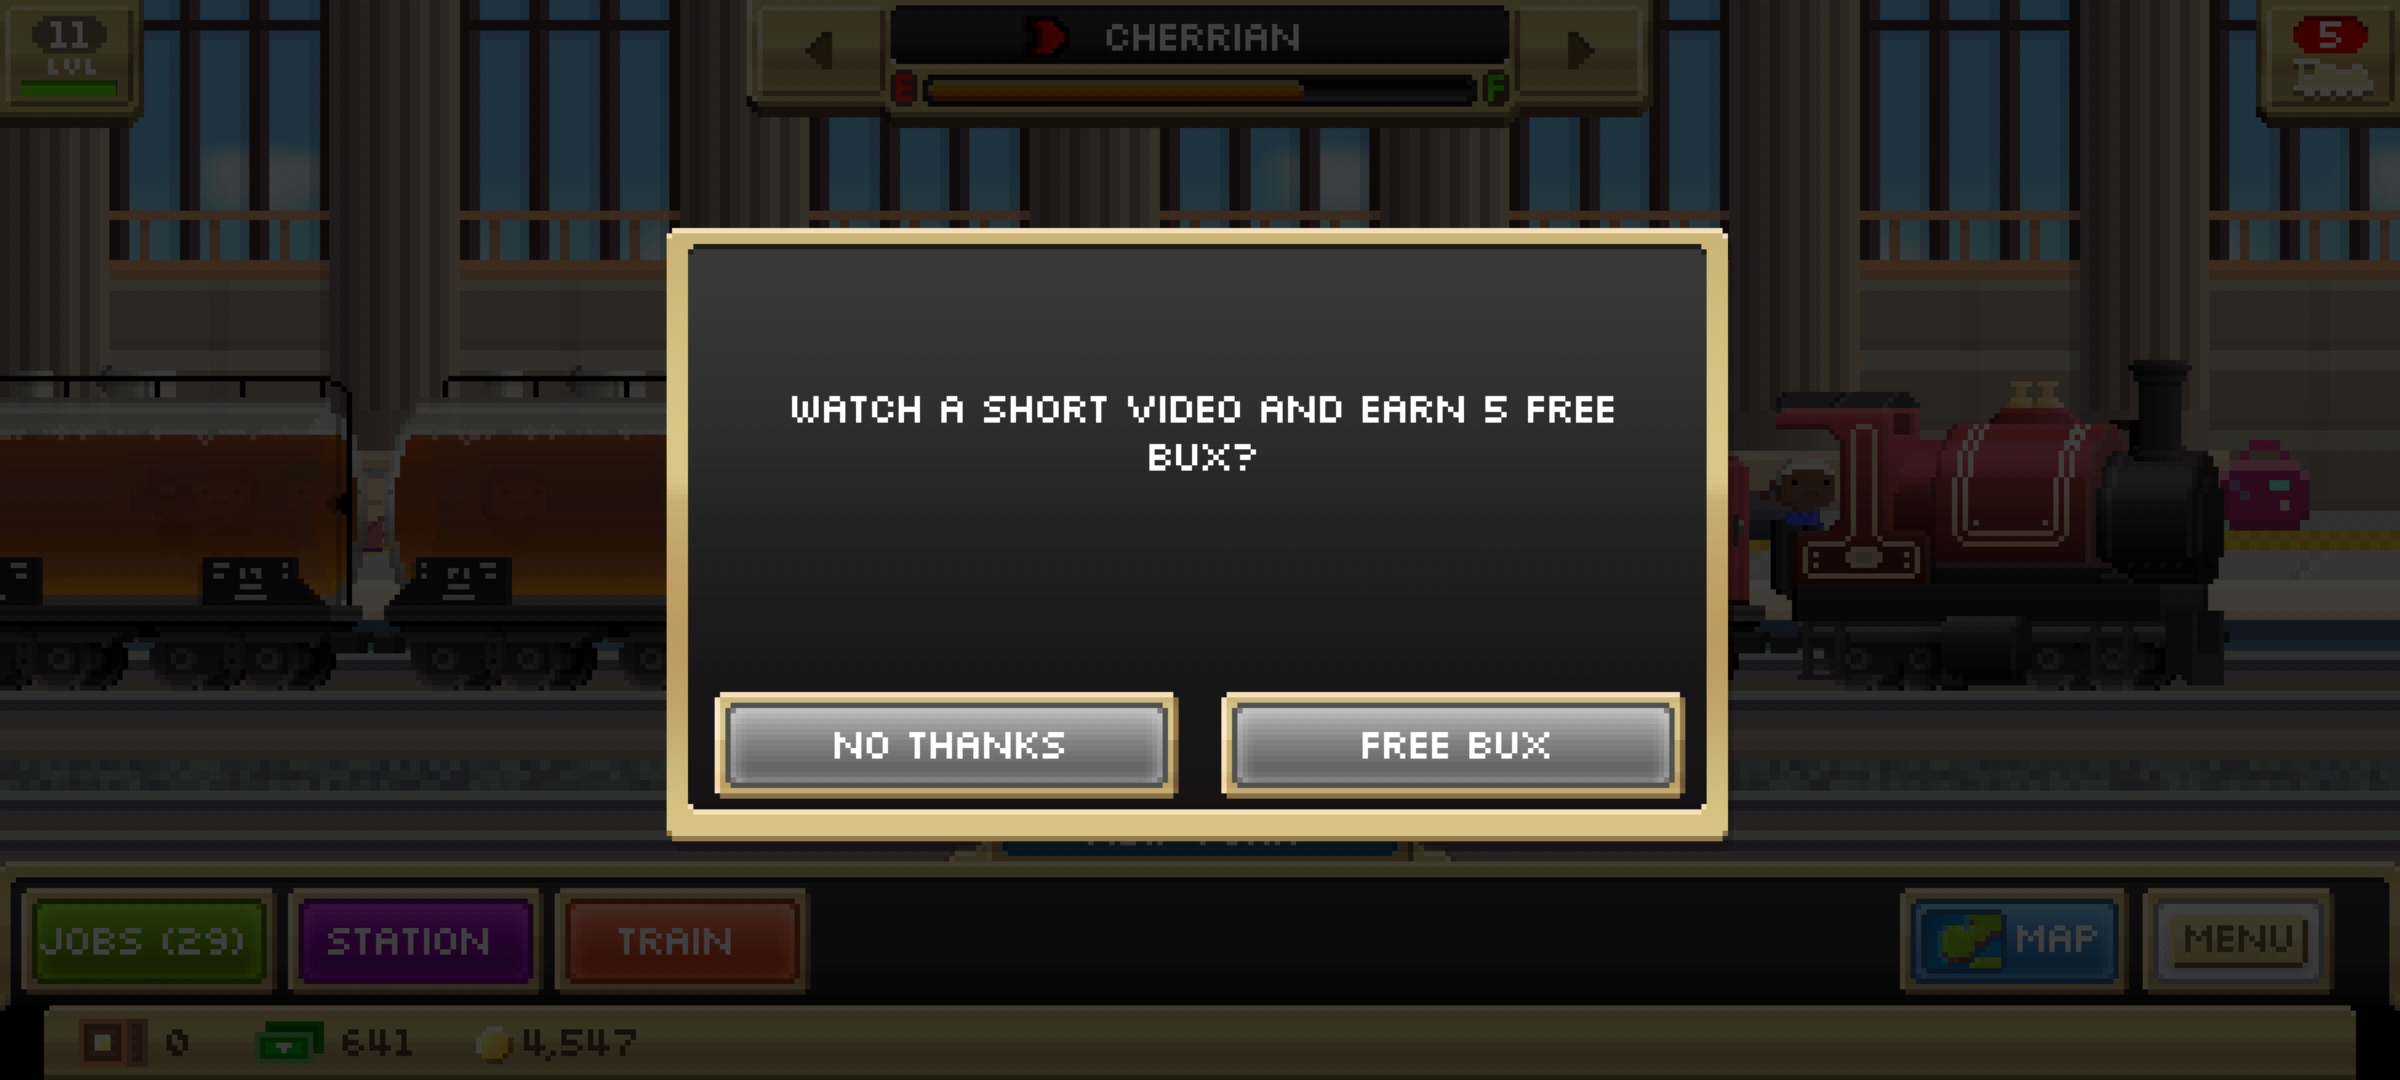 11
LVL
CHERRIAN
E
F
5
WATCH A SHORT VIDEO AND EARN 5 FREE
BUX?
NO THANKS
FREE BUX
JOBS (29)
STATION
TRAIN
MAP
MENU
0
641
4,547